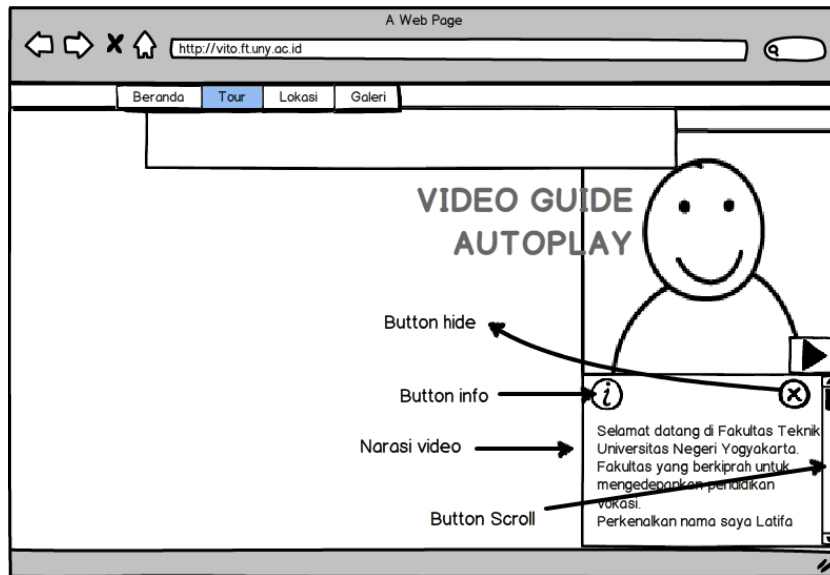 A Web Page
http://vito.ft.uny.ac.id
Beranda
Tour
Lokasi
Galeri
VIDEO GUIDE
AUTOPLAY
Button hide
Button info
i
Narasi video
Selamat datang di Fakultas Teknik
Universitas Negeri Yogyakarta.
Fakultas yang berkiprah untuk
mengedepankan pendidikan
vokasi.
Perkenalkan nama saya Latifa
Button Scroll